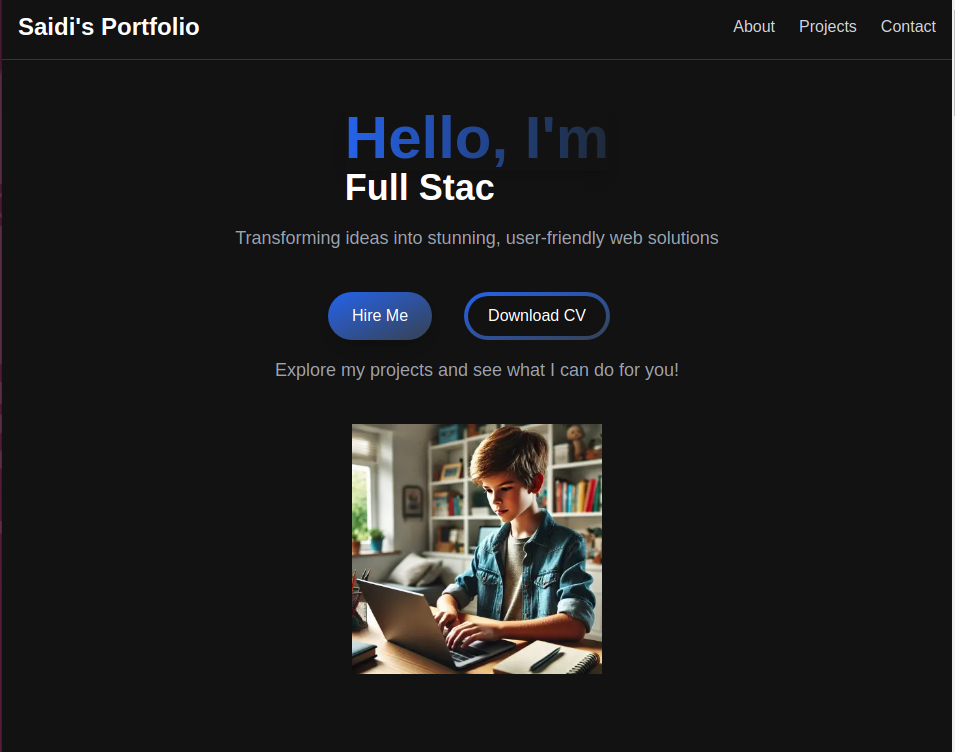 Saidi's Portfolio
About Projects Contact
Hello, I'm
Full Stac
Transforming ideas into stunning, user-friendly web solutions
Hire Me Download CV
Explore my projects and see what I can do for you!